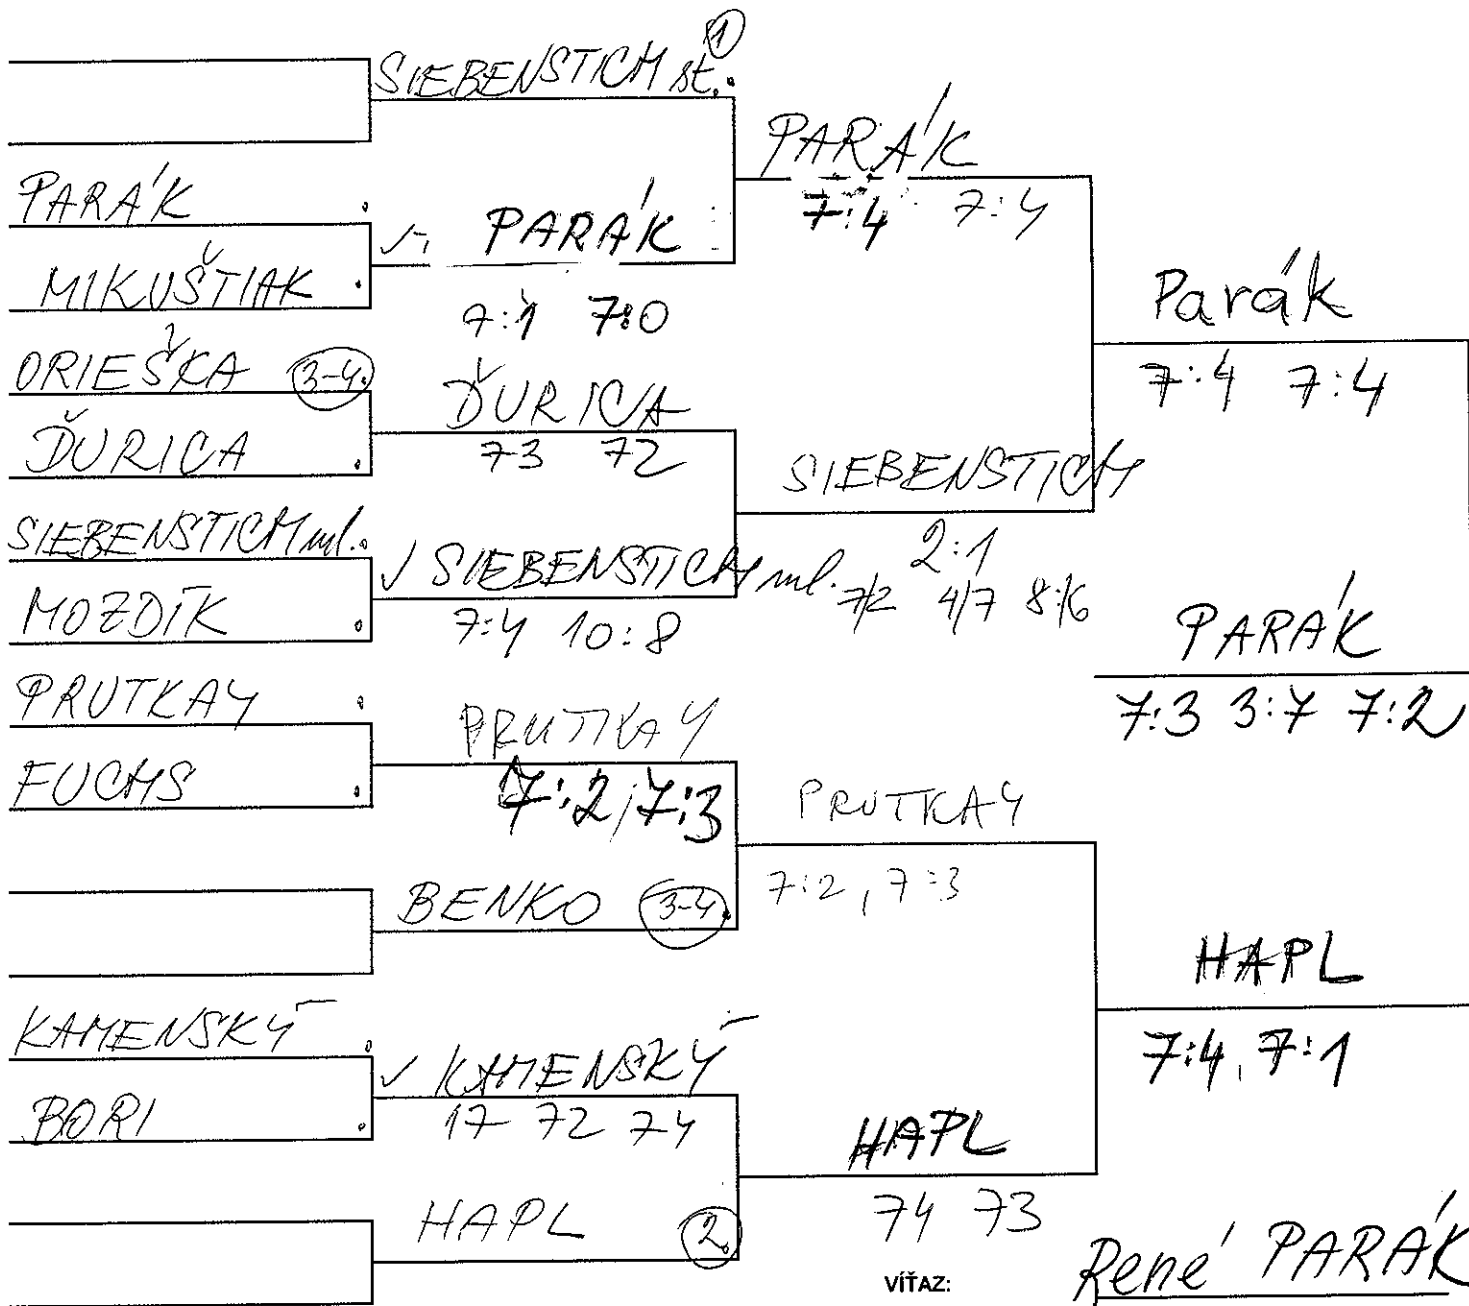 SIEBENSTICH st. 1
PARÁK
MIKUŠTIAK
PARÁK
7:1 7:0
PARÁK
7:4 7:4
ORIEŠKA 3-4.
ĎURICA
ĎURICA
73 72
SIEBENSTICH ml.
MOZDÍK
✓ SIEBENSTICH ml.
7:4 10:8
SIEBENSTICH
2:1
7/2 4/7 8:6
Parák
7:4 7:4
PRUTKAY
FUCHS
PRUTKAY
7:2, 7:3
BENKO 3-4.
PRUTKAY
7:2, 7:3
KAMENSKÝ
BORI
✓ KAMENSKÝ
17 72 74
HAPL 2.
HAPL
74 73
HAPL
7:4, 7:1
PARÁK
7:3 3:7 7:2
VÍŤAZ: René PARÁK